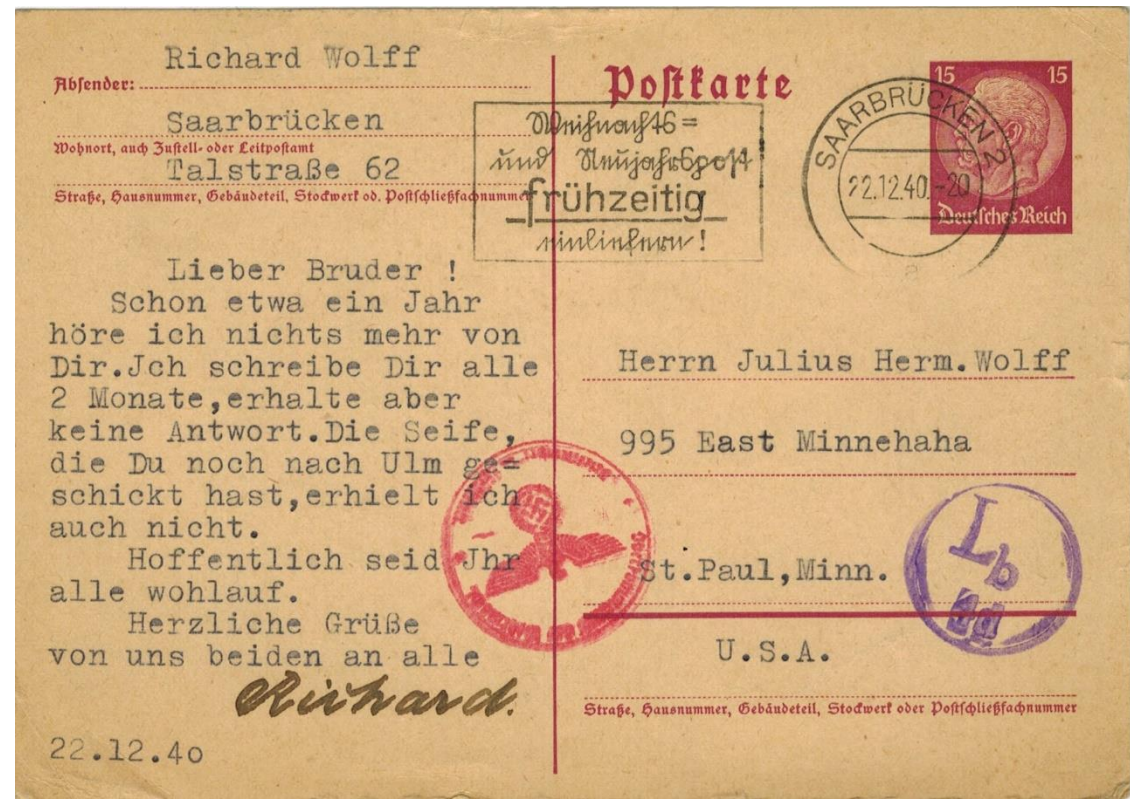 Richard Wolff
Absender:
Saarbrücken
Wohnort, auch Zustell- oder Leitpostamt
Talstraße 62
Straße, Hausnummer, Gebäudeteil, Stockwerk od. Postschließfachnummer
Lieber Bruder !
Schon etwa ein Jahr
höre ich nichts mehr von
Dir.Jch schreibe Dir alle
2 Monate,erhalte aber
keine Antwort.Die Seife,
die Du noch nach Ulm ge=
schickt hast,erhielt ich
auch nicht.
Hoffentlich seid Jhr
alle wohlauf.
Herzliche Grüße
von uns beiden an alle
Richard.
22.12.4o
Postkarte
Weihnachts=
und Neujahrspost
frühzeitig
einliefern!
SAARBRÜCKEN 2
22.12.40.-20
a
15 15
Deutsches Reich
Herrn Julius Herm.Wolff
995 East Minnehaha
St.Paul,Minn.
U.S.A.
Straße, Hausnummer, Gebäudeteil, Stockwerk oder Postschließfachnummer
L
b